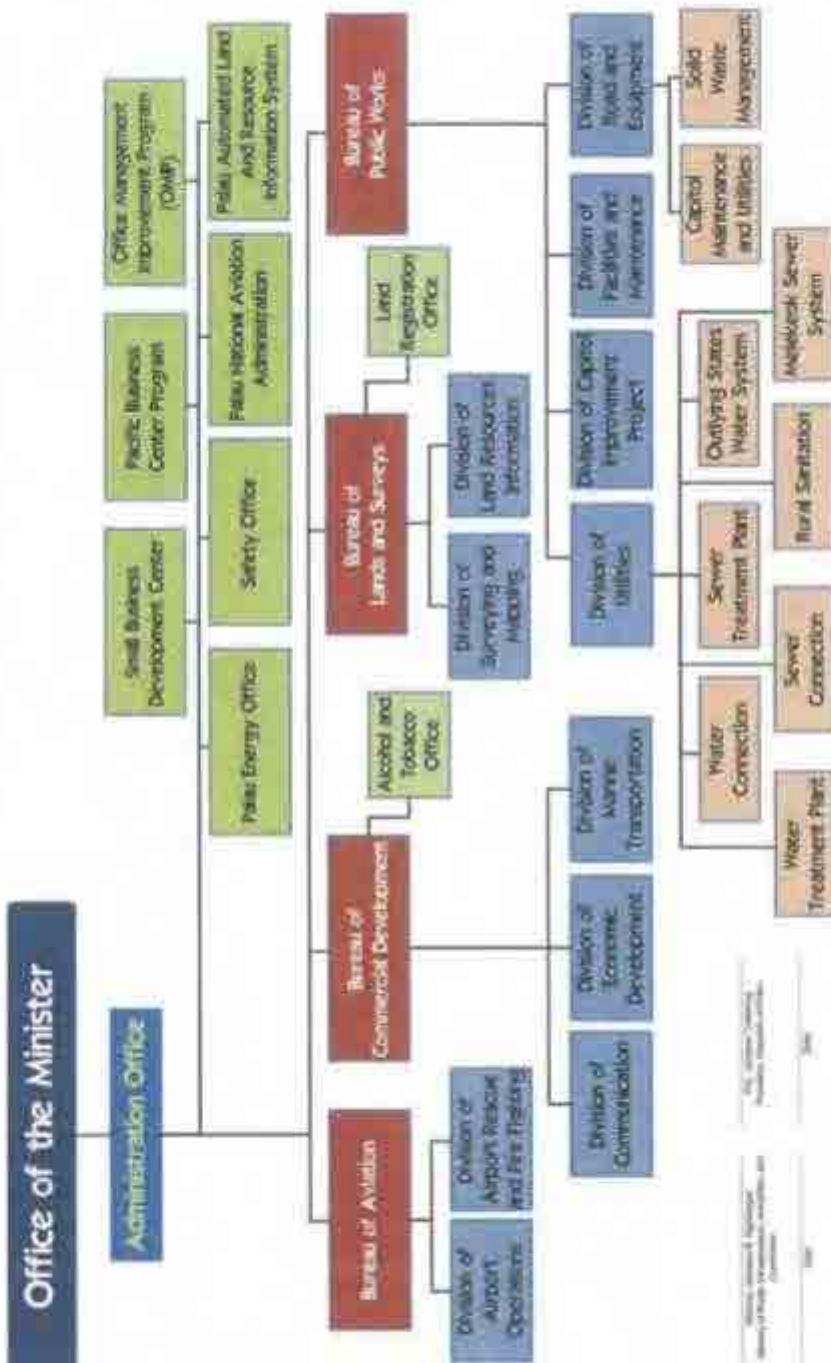 Office of the Minister
Administration Office
Small Business
Development Center
Pacific Business
Center Program
Office Management
Improvement Program
(OMIP)
Palau Energy Office
Safety Office
Palau National Aviation
Administration
Palau Automated Land
And Resource
Information System
Bureau of Aviation
Bureau of
Commercial Development
Bureau of
Lands and Surveys
Bureau of
Public Works
Alcohol and
Tobacco
Office
Land
Registration
Office
Division of
Airport
Operations
Division of
Airport Rescue
and Fire Fighting
Division of
Surveying and
Mapping
Division of
Land Resources
Information
Division of
Communication
Division of
Economic
Development
Division of
Marine
Transportation
Division of
Utilities
Division of Capitol
Improvement
Project
Division of
Facilities and
Maintenance
Division of
Road and
Equipment
Capitol
Maintenance
and Utilities
Solid
Waste
Management
Water
Connection
Sewer
Treatment Plant
Outlying States
Water System
Water
Treatment Plant
Sewer
Connection
Rural Sanitation
Sewer
System